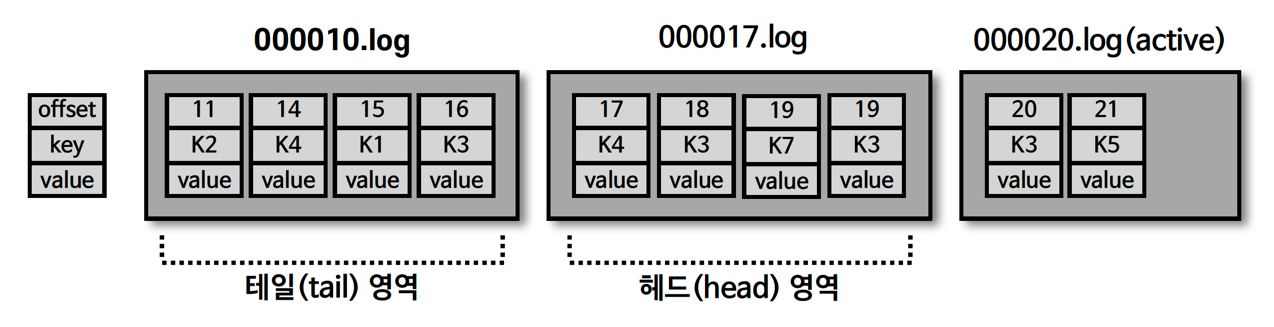 000010.log
000017.log
000020.log(active)
offset
key
value
11 14 15 16
K2 K4 K1 K3
value value value value
17 18 19 19
K4 K3 K7 K3
value value value value
20 21
K3 K5
value value
테일(tail) 영역
헤드(head) 영역